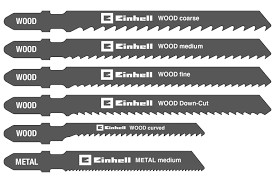 WOOD Einhell WOOD coarse
WOOD Einhell WOOD medium
WOOD Einhell WOOD fine
WOOD Einhell WOOD Down-Cut
WOOD Einhell WOOD curved
METAL Einhell METAL medium